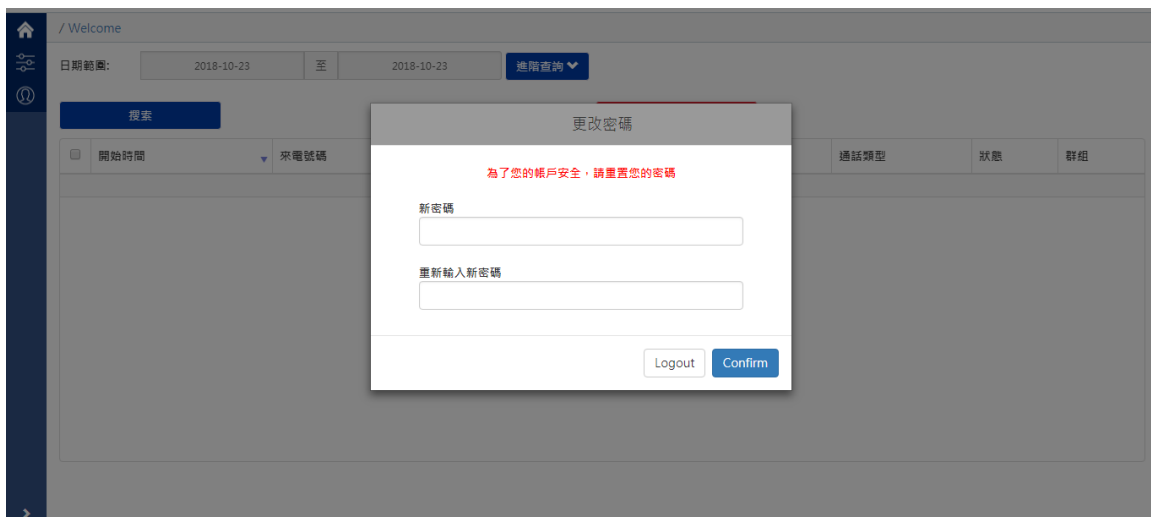 / Welcome
日期範圍: 2018-10-23 至 2018-10-23 進階查詢
搜索
更改密碼
開始時間 來電號碼 通話類型 狀態 群組
為了您的帳戶安全，請重置您的密碼
新密碼
重新輸入新密碼
Logout Confirm